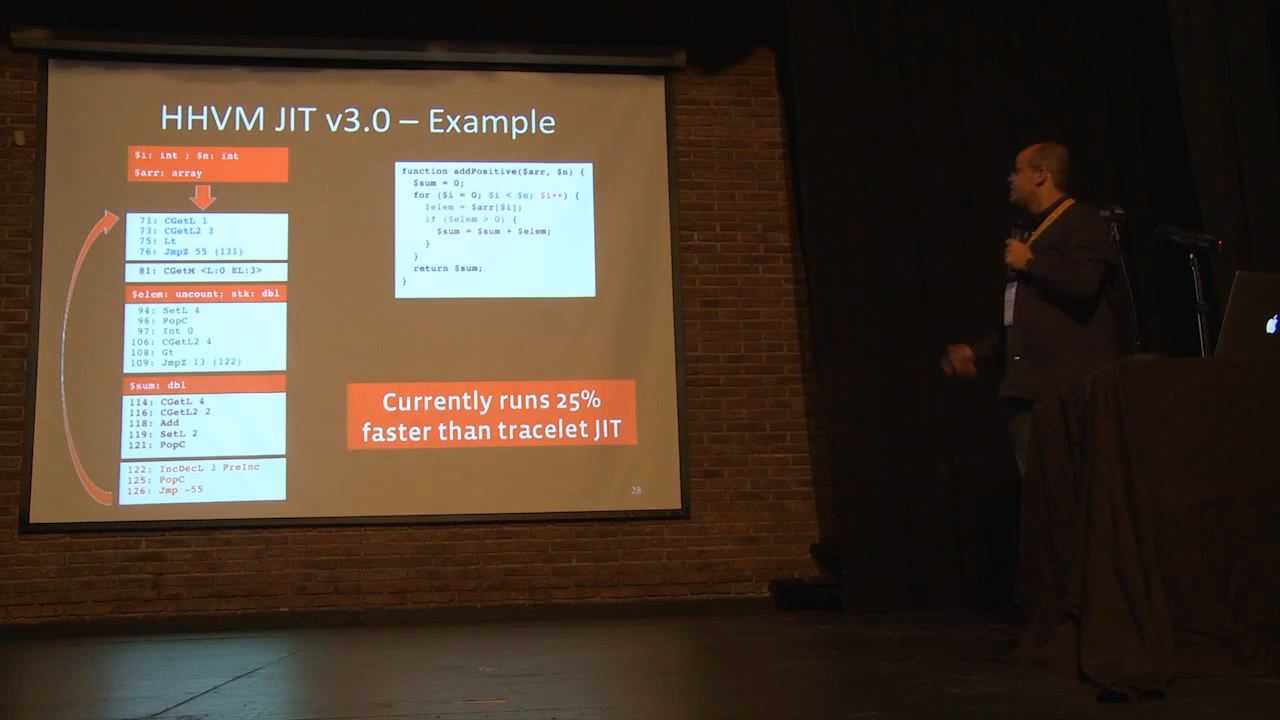 HHVM JIT v3.0 – Example
$i: int ; $n: int
$arr: array
71: CGetL 1
73: CGetL2 3
75: Lt
76: JmpZ 55 (131)
81: CGetM <L:0 EL:3>
$elem: uncount; stk: dbl
94: SetL 4
96: PopC
97: Int 0
106: CGetL2 4
108: Gt
109: JmpZ 13 (122)
$sum: dbl
114: CGetL 4
116: CGetL2 2
118: Add
119: SetL 2
121: PopC
122: IncDecL 3 PreInc
125: PopC
126: Jmp -55
function addPositive($arr, $n) {
$sum = 0;
for ($i = 0; $i < $n; $i++) {
$elem = $arr[$i];
if ($elem > 0) {
$sum = $sum + $elem;
}
}
return $sum;
}
Currently runs 25%
faster than tracelet JIT
28